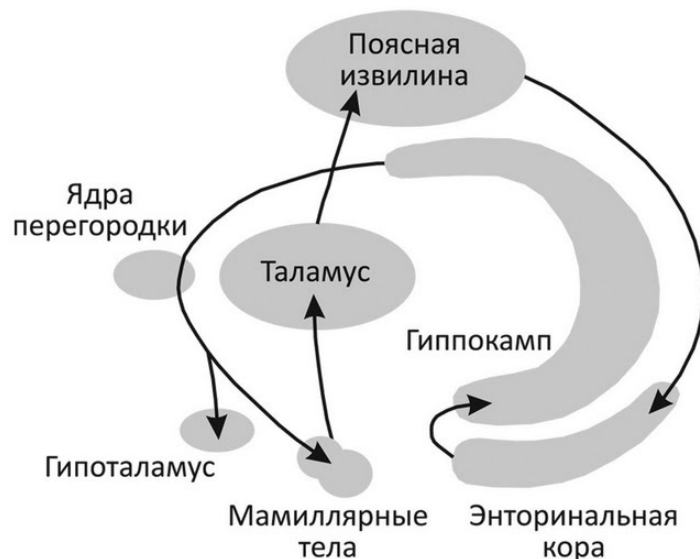 Поясная
извилина
Ядра
перегородки
Таламус
Гиппокамп
Гипоталамус
Мамиллярные
тела
Энторинальная
кора